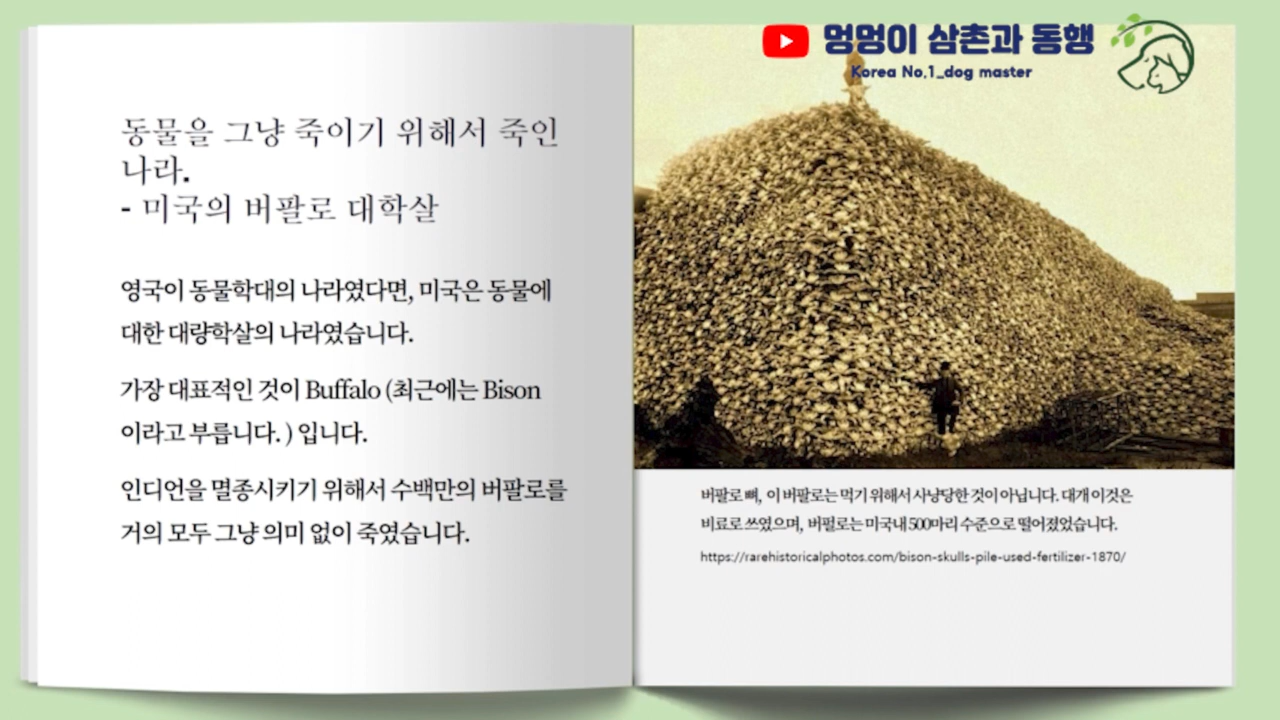 멍멍이 삼촌과 동행
Korea No.1_dog master
동물을 그냥 죽이기 위해서 죽인
나라.
- 미국의 버팔로 대학살
영국이 동물학대의 나라였다면, 미국은 동물에
대한 대량학살의 나라였습니다.
가장 대표적인 것이 Buffalo (최근에는 Bison
이라고 부릅니다. ) 입니다.
인디언을 멸종시키기 위해서 수백만의 버팔로를
거의 모두 그냥 의미 없이 죽였습니다.
버팔로 뼈, 이 버팔로는 먹기 위해서 사냥당한 것이 아닙니다. 대개 이것은
비료로 쓰였으며, 버펄로는 미국내 500마리 수준으로 떨어졌었습니다.
https://rarehistoricalphotos.com/bison-skulls-pile-used-fertilizer-1870/